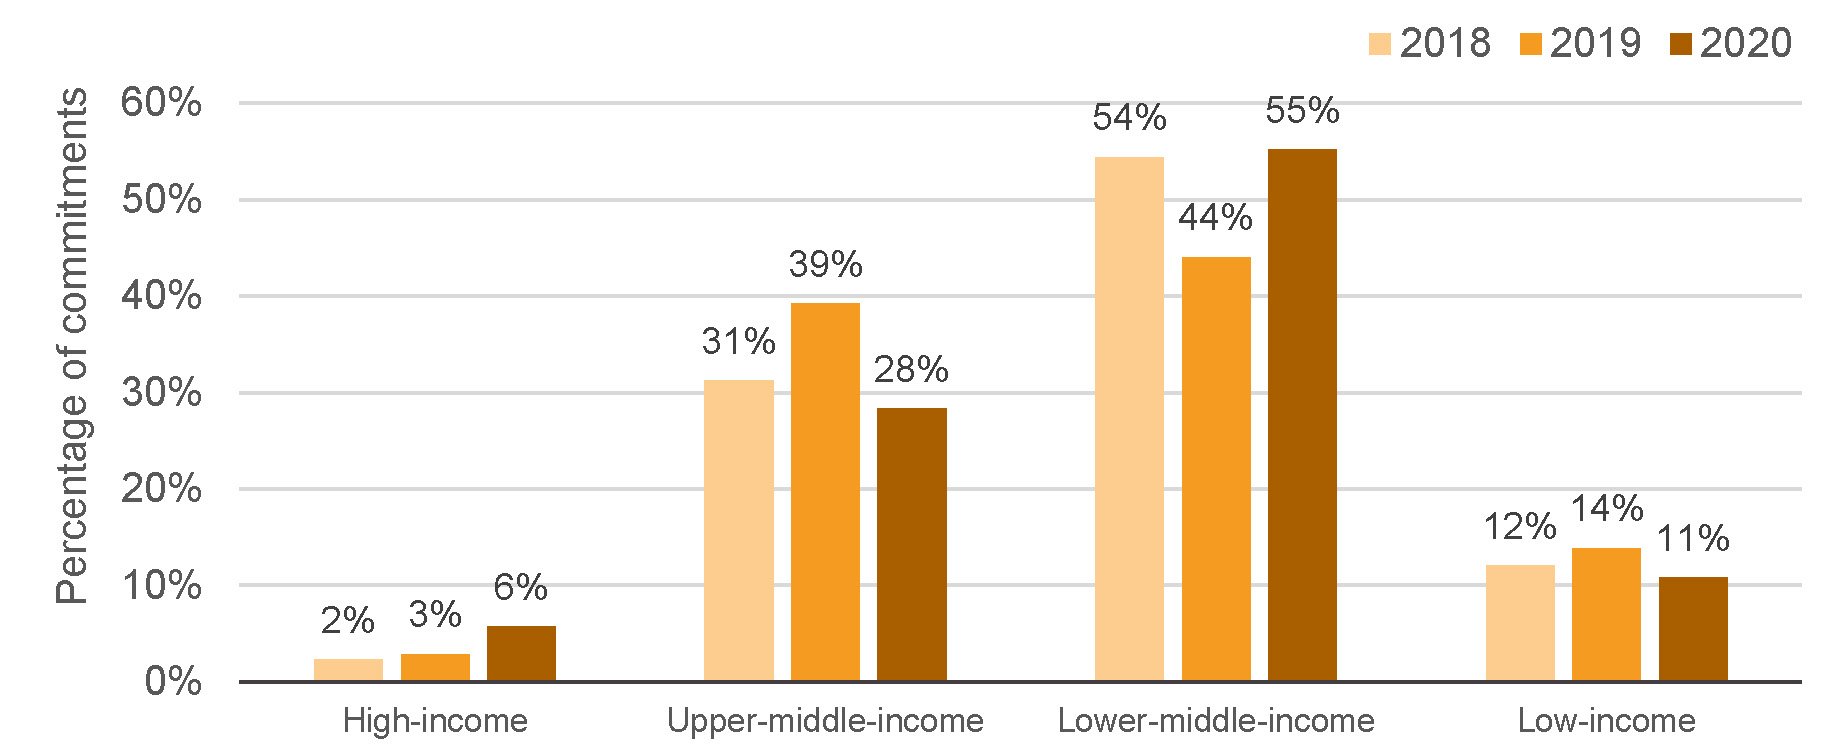 2018 2019 2020
Percentage of commitments
60%
50%
40%
30%
20%
10%
0%
2% 3% 6%
31% 39% 28%
54% 44% 55%
12% 14% 11%
High-income Upper-middle-income Lower-middle-income Low-income